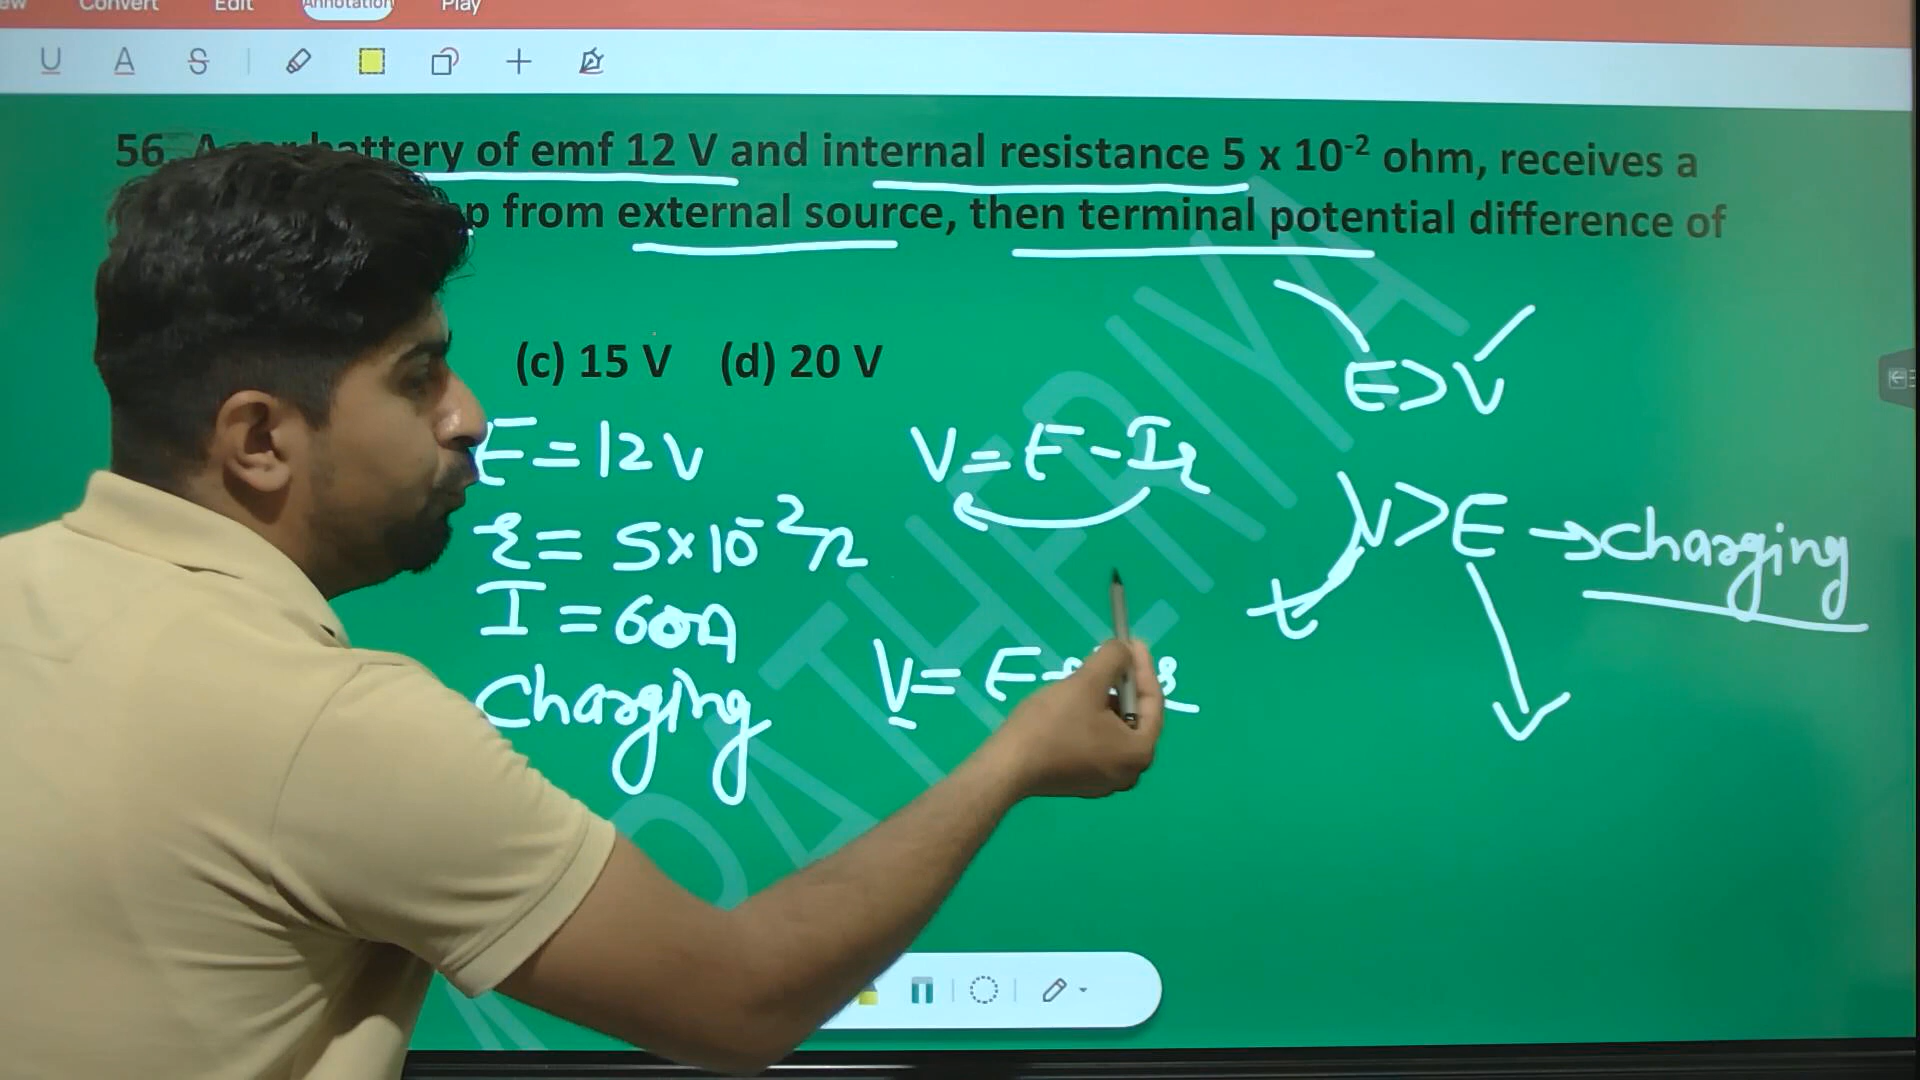 Convert Edit Annotation Play
U A S
56. A battery of emf 12 V and internal resistance 5 x 10-2 ohm, receives a
from external source, then terminal potential difference of
(c) 15 V (d) 20 V
E>V
E=12V
V=E-Ir
r=5×10-2Ω
V>E→charging
I=60A
Charging
V=E
PATHERIYA